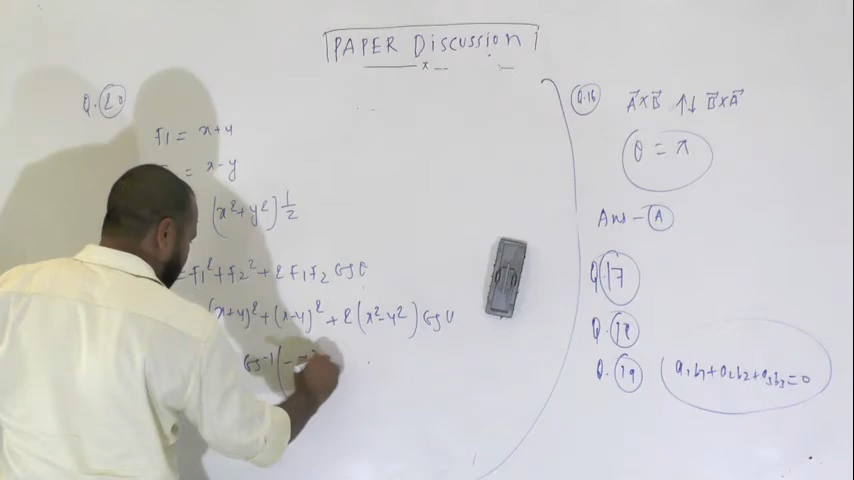 PAPER Discussion
Q.20
F1 = x+y
= x-y
(x²+y²)^1/2
= F1²+F2²+2F1F2 Cosθ
(x+y)²+(x-y)²+2(x²-y²) Cosθ
Cos⁻¹(-
Q.16 A⃗×B⃗ ↑↓ B⃗×A⃗
θ = π
Ans - A
Q.17
Q.18
Q.19 a₁b₁+a₂b₂+a₃b₃=0